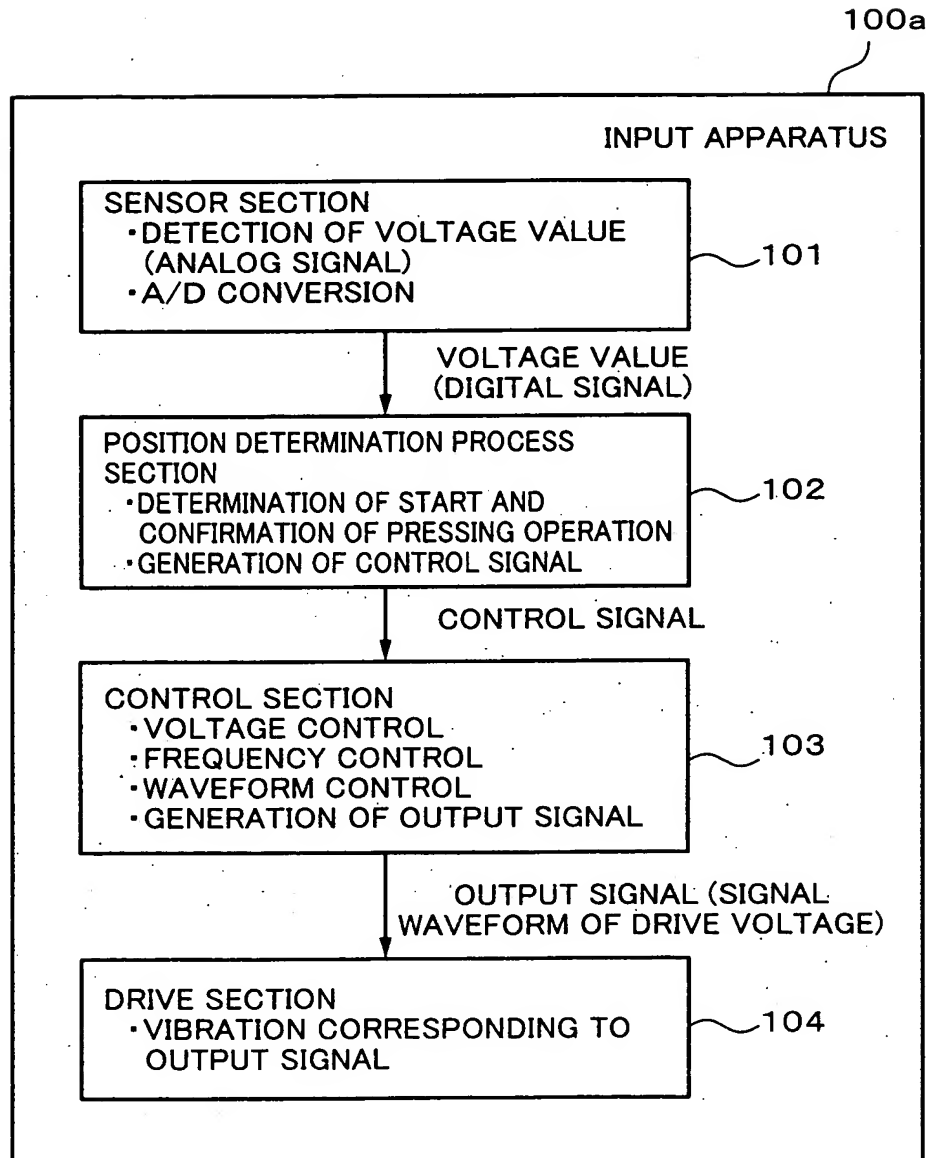 100a
INPUT APPARATUS
SENSOR SECTION
・DETECTION OF VOLTAGE VALUE
(ANALOG SIGNAL)
・A/D CONVERSION
101
VOLTAGE VALUE
(DIGITAL SIGNAL)
POSITION DETERMINATION PROCESS
SECTION
・DETERMINATION OF START AND
CONFIRMATION OF PRESSING OPERATION
・GENERATION OF CONTROL SIGNAL
102
CONTROL SIGNAL
CONTROL SECTION
・VOLTAGE CONTROL
・FREQUENCY CONTROL
・WAVEFORM CONTROL
・GENERATION OF OUTPUT SIGNAL
103
OUTPUT SIGNAL (SIGNAL
WAVEFORM OF DRIVE VOLTAGE)
DRIVE SECTION
・VIBRATION CORRESPONDING TO
OUTPUT SIGNAL
104